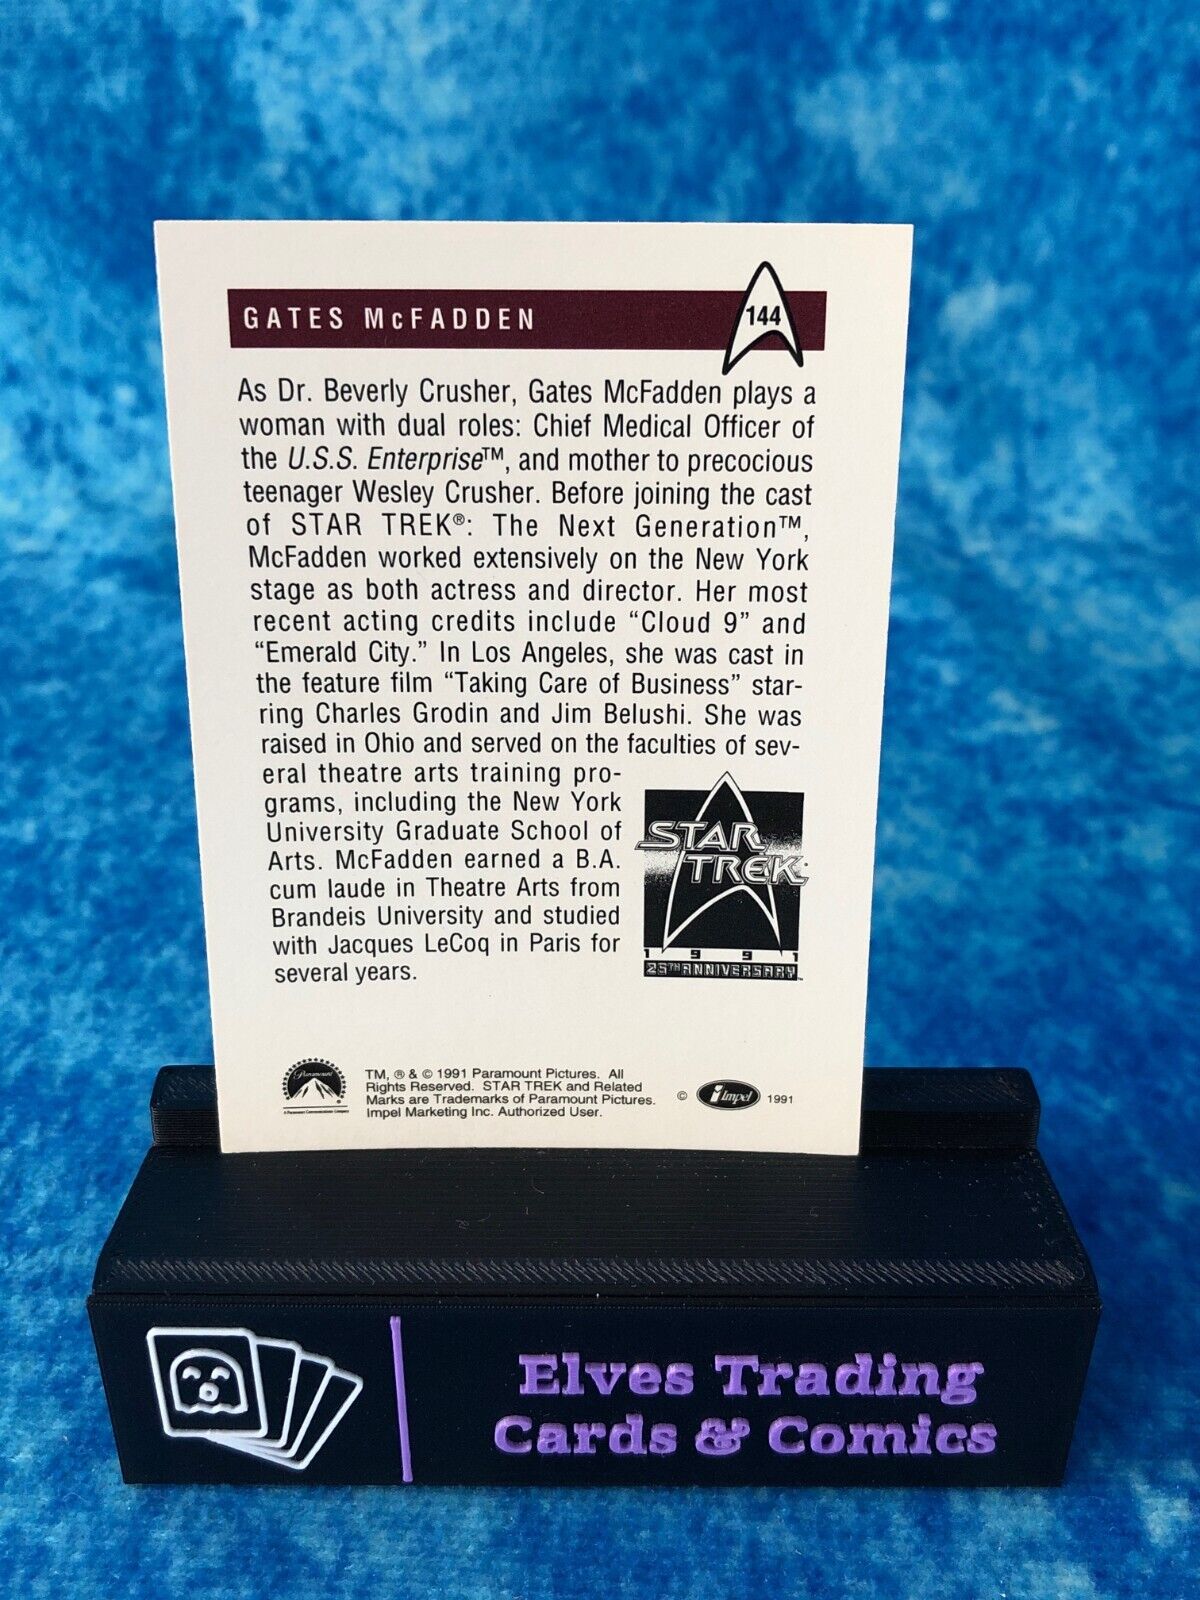 GATES McFADDEN
144
As Dr. Beverly Crusher, Gates McFadden plays a
woman with dual roles: Chief Medical Officer of
the U.S.S. Enterprise™, and mother to precocious
teenager Wesley Crusher. Before joining the cast
of STAR TREK®: The Next Generation™,
McFadden worked extensively on the New York
stage as both actress and director. Her most
recent acting credits include “Cloud 9” and
“Emerald City.” In Los Angeles, she was cast in
the feature film “Taking Care of Business” star-
ring Charles Grodin and Jim Belushi. She was
raised in Ohio and served on the faculties of sev-
eral theatre arts training pro-
grams, including the New York
University Graduate School of
Arts. McFadden earned a B.A.
cum laude in Theatre Arts from
Brandeis University and studied
with Jacques LeCoq in Paris for
several years.
STAR
TREK
1991
25TH ANNIVERSARY™
Paramount
A Paramount Communications Company
TM, ® & © 1991 Paramount Pictures. All
Rights Reserved. STAR TREK and Related
Marks are Trademarks of Paramount Pictures.
Impel Marketing Inc. Authorized User.
© Impel 1991
Elves Trading
Cards & Comics